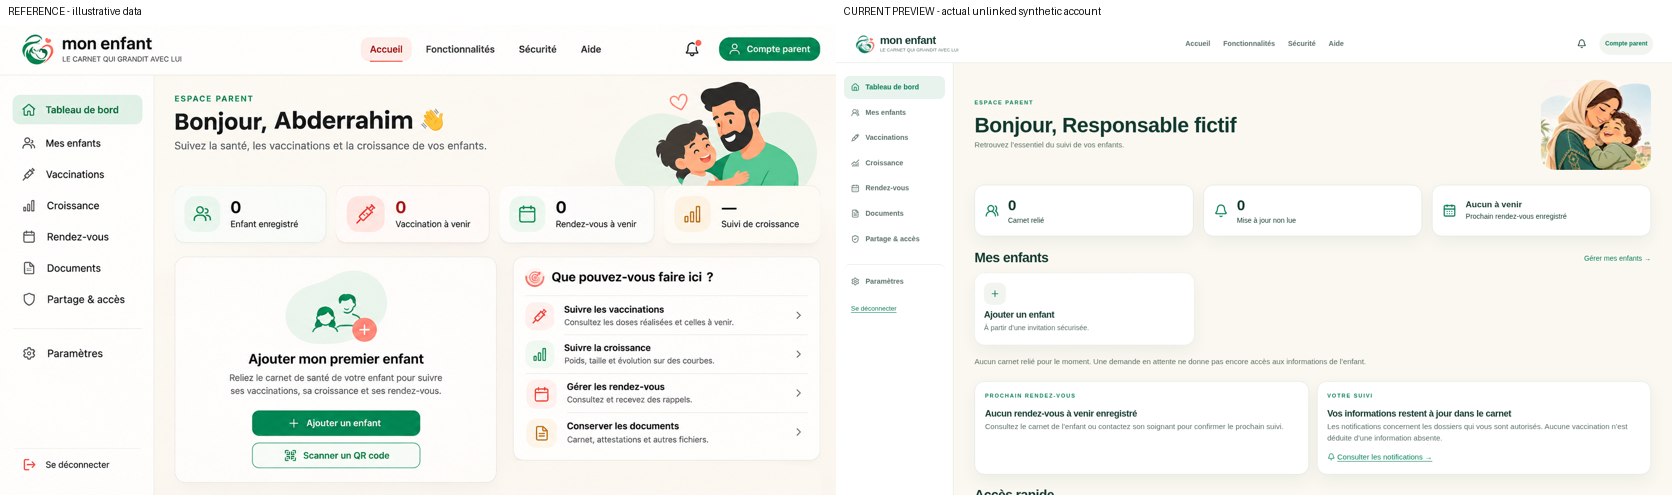 REFERENCE - illustrative data
mon enfant
LE CARNET QUI GRANDIT AVEC LUI
Accueil
Fonctionnalités
Sécurité
Aide
Compte parent
Tableau de bord
Mes enfants
Vaccinations
Croissance
Rendez-vous
Documents
Partage & accès
Paramètres
Se déconnecter
ESPACE PARENT
Bonjour, Abderrahim 👋
Suivez la santé, les vaccinations et la croissance de vos enfants.
0
Enfant enregistré
0
Vaccination à venir
0
Rendez-vous à venir
—
Suivi de croissance
Ajouter mon premier enfant
Reliez le carnet de santé de votre enfant pour suivre
ses vaccinations, sa croissance et ses rendez-vous.
Ajouter un enfant
Scanner un QR code
Que pouvez-vous faire ici ?
Suivre les vaccinations
Consultez les doses réalisées et celles à venir.
Suivre la croissance
Poids, taille et évolution sur des courbes.
Gérer les rendez-vous
Consultez et recevez des rappels.
Conserver les documents
Carnet, attestations et autres fichiers.
CURRENT PREVIEW - actual unlinked synthetic account
mon enfant
LE CARNET QUI GRANDIT AVEC LUI
Accueil
Fonctionnalités
Sécurité
Aide
Compte parent
Tableau de bord
Mes enfants
Vaccinations
Croissance
Rendez-vous
Documents
Partage & accès
Paramètres
Se déconnecter
ESPACE PARENT
Bonjour, Responsable fictif
Retrouvez l'essentiel du suivi de vos enfants.
0
Carnet relié
0
Mise à jour non lue
Aucun à venir
Prochain rendez-vous enregistré
Mes enfants
Gérer mes enfants →
Ajouter un enfant
À partir d'une invitation sécurisée.
Aucun carnet relié pour le moment. Une demande en attente ne donne pas encore accès aux informations de l'enfant.
PROCHAIN RENDEZ-VOUS
Aucun rendez-vous à venir enregistré
Consultez le carnet de l'enfant ou contactez son soignant pour confirmer le prochain suivi.
VOTRE SUIVI
Vos informations restent à jour dans le carnet
Les notifications concernent les dossiers qui vous sont autorisés. Aucune vaccination n'est
déduite d'une information absente.
Consulter les notifications →
Accès rapide